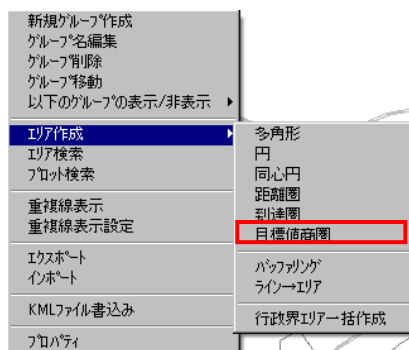 新規グループ作成
グループ名編集
グループ削除
グループ移動
以下のグループの表示/非表示
エリア作成
エリア検索
プロット検索
重複線表示
重複線表示設定
エクスポート
インポート
KMLファイル書込み
プロパティ
多角形
円
同心円
距離圏
到達圏
目標値商圏
バッファリング
ライン→エリア
行政界エリア一括作成